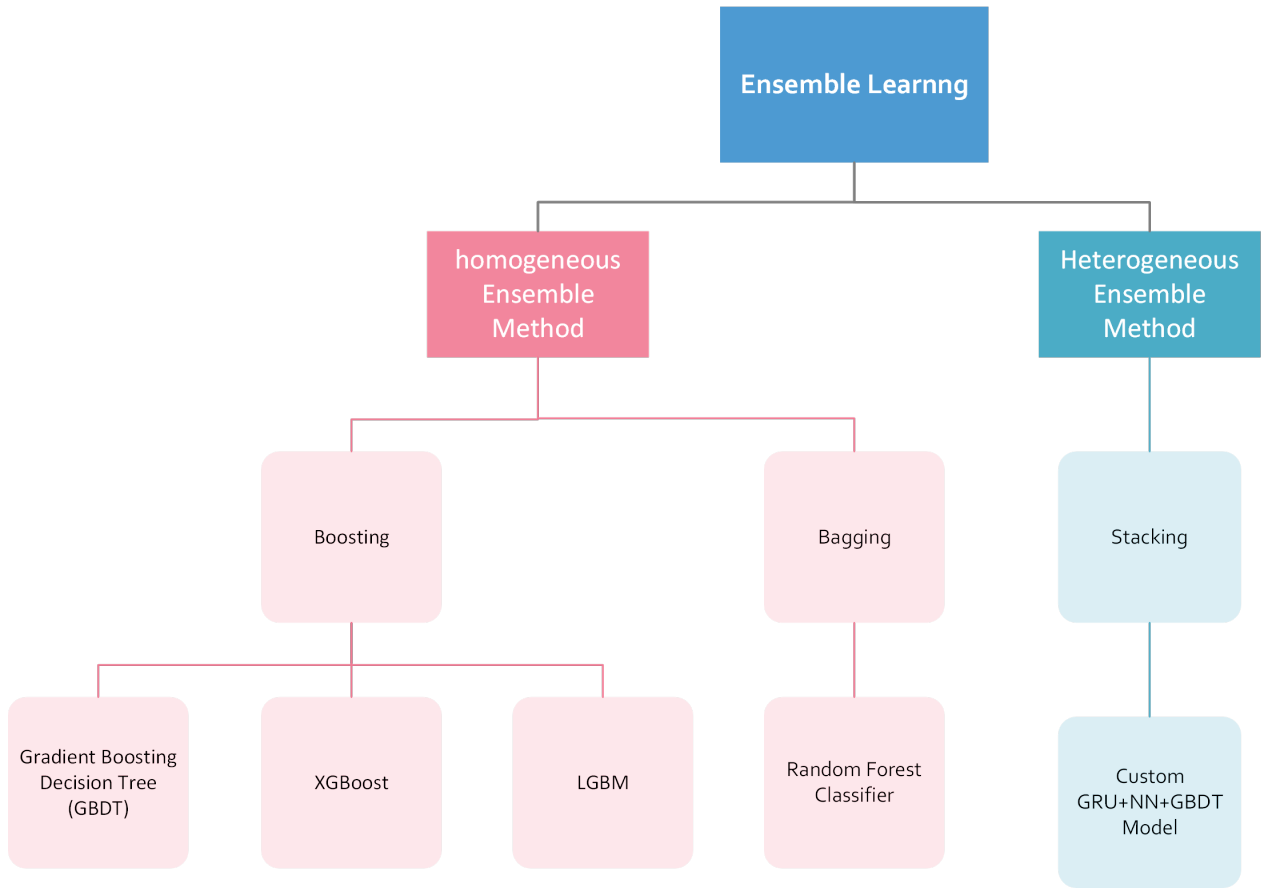 Ensemble Learnng
homogeneous
Ensemble
Method
Heterogeneous
Ensemble
Method
Boosting
Bagging
Stacking
Gradient Boosting
Decision Tree
(GBDT)
XGBoost
LGBM
Random Forest
Classifier
Custom
GRU+NN+GBDT
Model